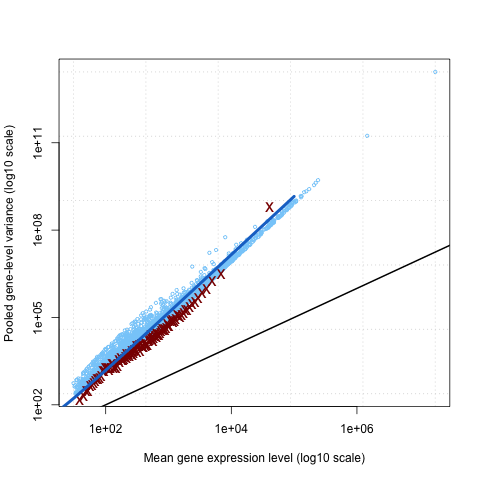 Pooled gene-level variance (log10 scale)
1e+11
1e+08
1e+05
1e+02
1e+02 1e+04 1e+06
Mean gene expression level (log10 scale)